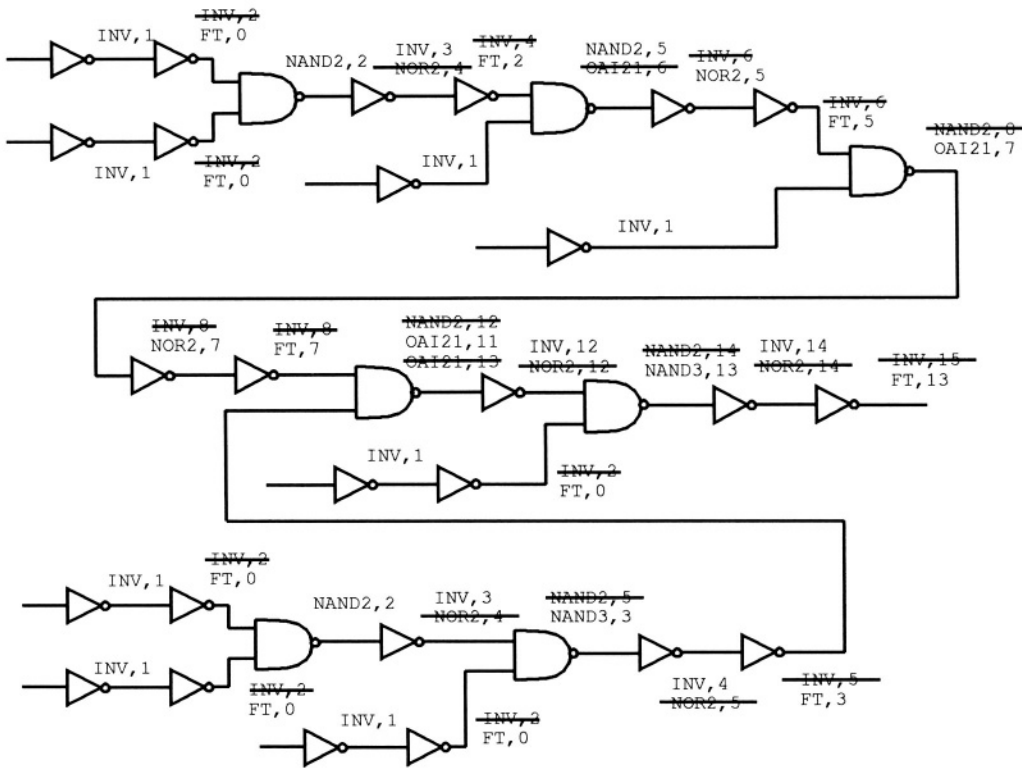 INV,2
INV,1
FT,0
NAND2,2
INV,3
NOR2,4
INV,4
FT,2
NAND2,5
OAI21,6
INV,6
NOR2,5
INV,6
FT,5
NAND2,8
OAI21,7
INV,1
INV,2
FT,0
INV,1
INV,1
INV,8
NOR2,7
INV,8
FT,7
NAND2,12
OAI21,11
OAI21,13
INV,12
NOR2,12
NAND2,14
NAND3,13
INV,14
NOR2,14
INV,15
FT,13
INV,1
INV,2
FT,0
INV,1
INV,2
FT,0
NAND2,2
INV,3
NOR2,4
NAND2,5
NAND3,3
INV,1
INV,2
FT,0
INV,4
NOR2,5
INV,5
FT,3
INV,1
INV,2
FT,0